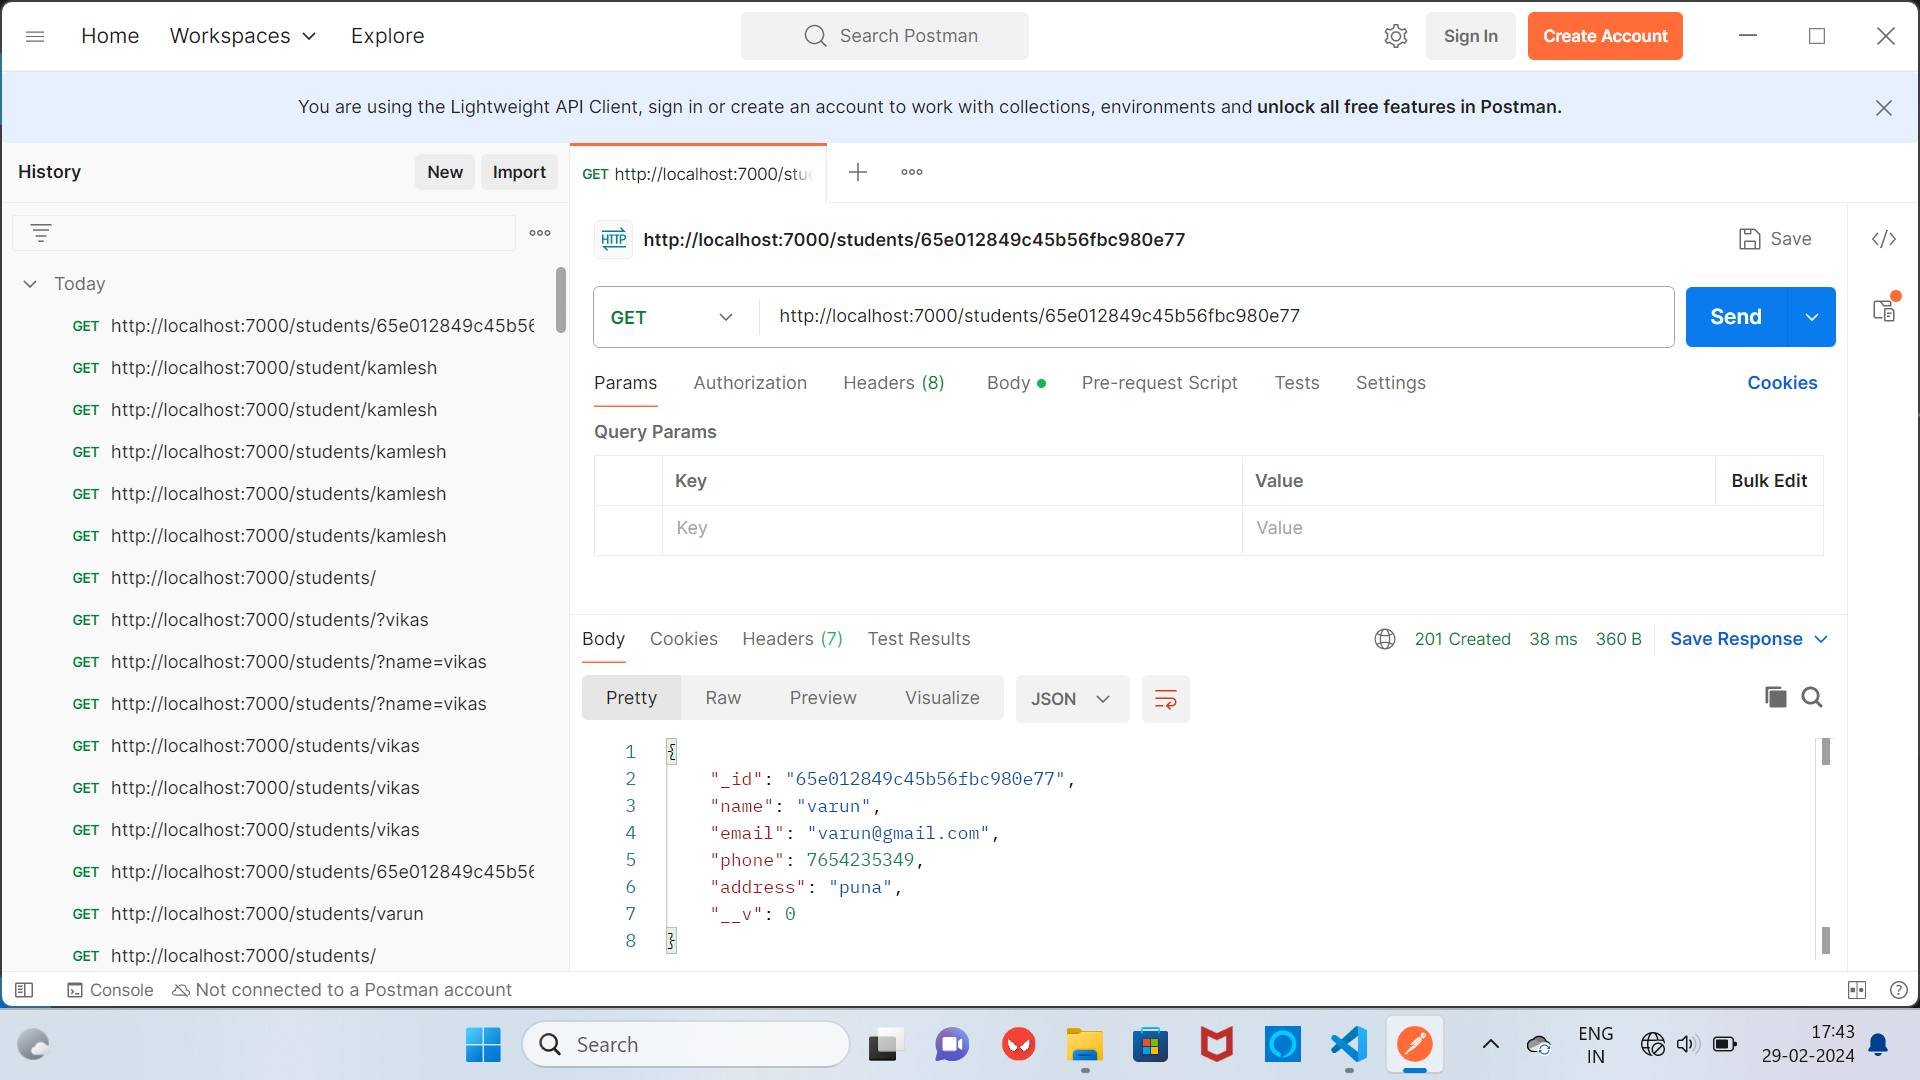 Home
Workspaces
Explore
Search Postman
Sign In
Create Account
You are using the Lightweight API Client, sign in or create an account to work with collections, environments and unlock all free features in Postman.
History
New
Import
GET http://localhost:7000/stu
Today
GET http://localhost:7000/students/65e012849c45b56
GET http://localhost:7000/student/kamlesh
GET http://localhost:7000/student/kamlesh
GET http://localhost:7000/students/kamlesh
GET http://localhost:7000/students/kamlesh
GET http://localhost:7000/students/kamlesh
GET http://localhost:7000/students/
GET http://localhost:7000/students/?vikas
GET http://localhost:7000/students/?name=vikas
GET http://localhost:7000/students/?name=vikas
GET http://localhost:7000/students/vikas
GET http://localhost:7000/students/vikas
GET http://localhost:7000/students/vikas
GET http://localhost:7000/students/65e012849c45b56
GET http://localhost:7000/students/varun
GET http://localhost:7000/students/
HTTP http://localhost:7000/students/65e012849c45b56fbc980e77
Save
</>
GET http://localhost:7000/students/65e012849c45b56fbc980e77
Send
Params Authorization Headers (8) Body Pre-request Script Tests Settings
Cookies
Query Params
Key Value Bulk Edit
Key Value
Body Cookies Headers (7) Test Results
201 Created 38 ms 360 B Save Response
Pretty Raw Preview Visualize JSON
1 {
2 "_id": "65e012849c45b56fbc980e77",
3 "name": "varun",
4 "email": "varun@gmail.com",
5 "phone": 7654235349,
6 "address": "puna",
7 "__v": 0
8 }
Console
Not connected to a Postman account
Search
ENG
IN
17:43
29-02-2024